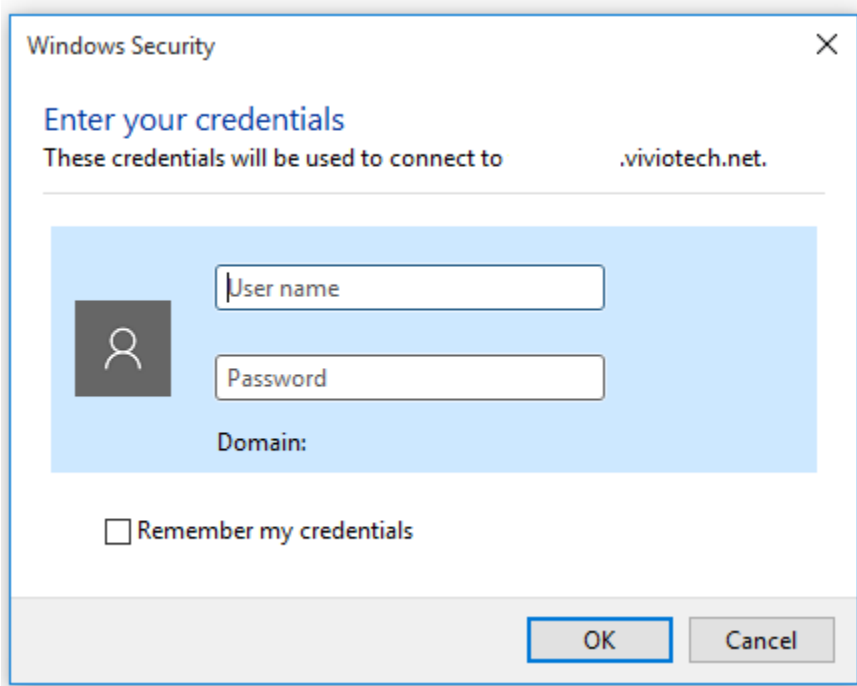 Windows Security
Enter your credentials
These credentials will be used to connect to .viviotech.net.
User name
Password
Domain:
Remember my credentials
OK Cancel